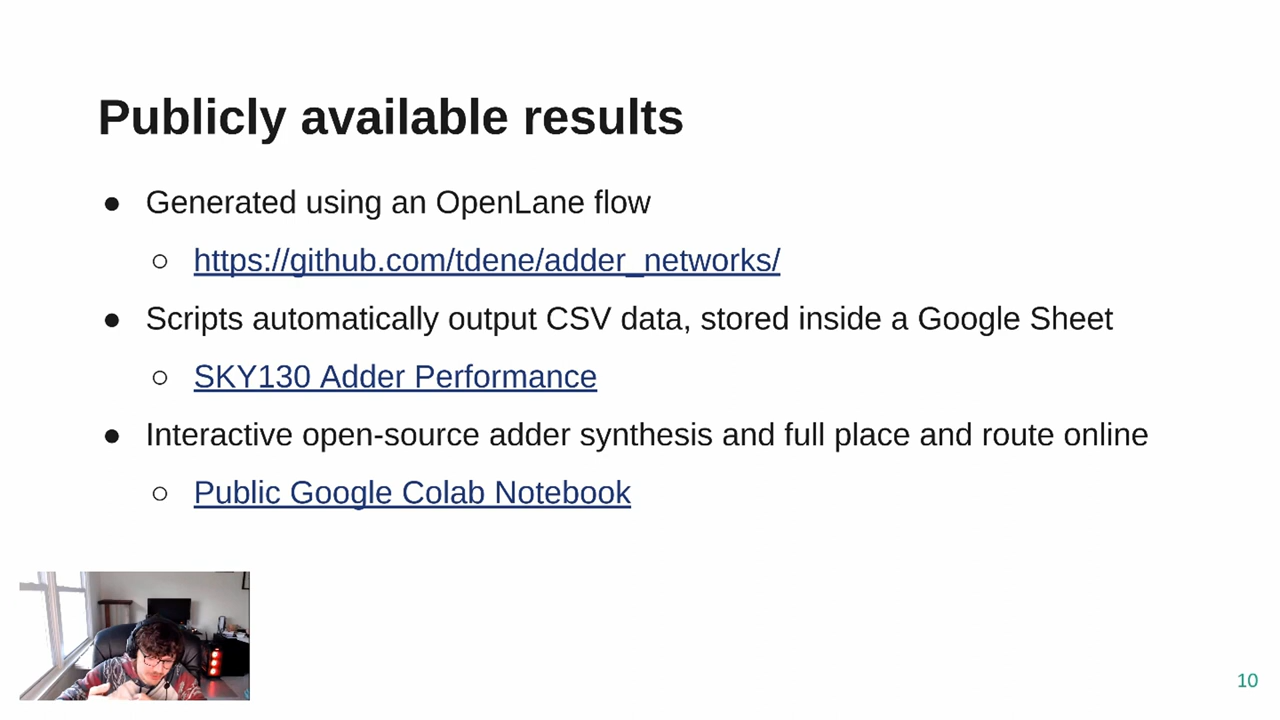 Publicly available results
● Generated using an OpenLane flow
○ https://github.com/tdene/adder_networks/
● Scripts automatically output CSV data, stored inside a Google Sheet
○ SKY130 Adder Performance
● Interactive open-source adder synthesis and full place and route online
○ Public Google Colab Notebook
10